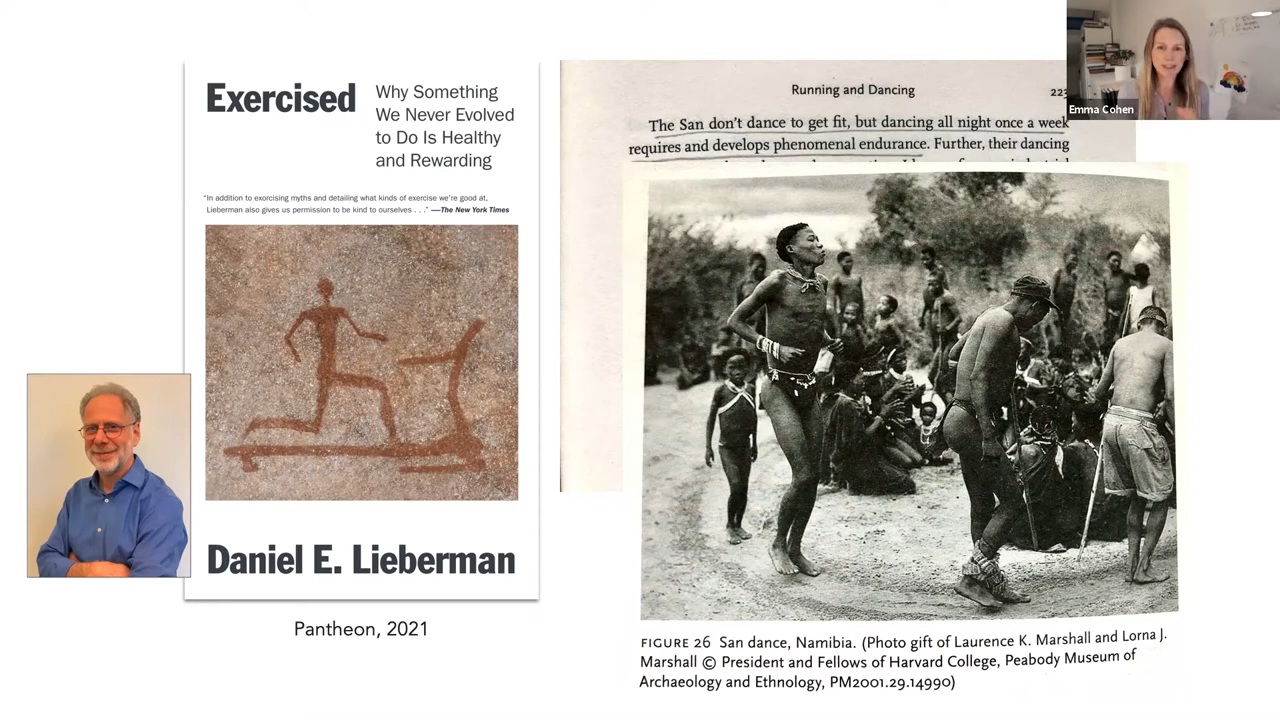 Exercised
Why Something
We Never Evolved
to Do Is Healthy
and Rewarding
“In addition to exercising myths and detailing what kinds of exercise we're good at,
Lieberman also gives us permission to be kind to ourselves . . .” —The New York Times
Daniel E. Lieberman
Pantheon, 2021
Running and Dancing
223
The San don't dance to get fit, but dancing all night once a week
requires and develops phenomenal endurance. Further, their dancing
FIGURE 26 San dance, Namibia. (Photo gift of Laurence K. Marshall and Lorna J.
Marshall © President and Fellows of Harvard College, Peabody Museum of
Archaeology and Ethnology, PM2001.29.14990)
Emma Cohen